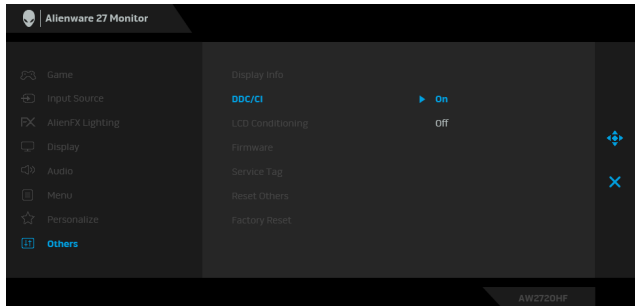 Alienware 27 Monitor
Game
Input Source
AlienFX Lighting
Display
Audio
Menu
Personalize
Others
Display Info
DDC/CI
LCD Conditioning
Firmware
Service Tag
Reset Others
Factory Reset
On
Off
AW2720HF